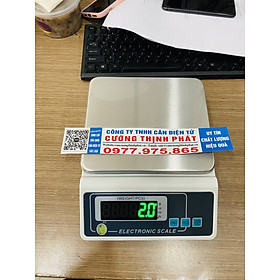 CÔNG TY TNHH CÂN ĐIỆN TỬ
CƯỜNG THỊNH PHÁT
0977.975.865
UY TÍN
CHẤT LƯỢNG
HIỆU QUẢ
WEIGHT/PCS
2.0
ELECTRONIC SCALE